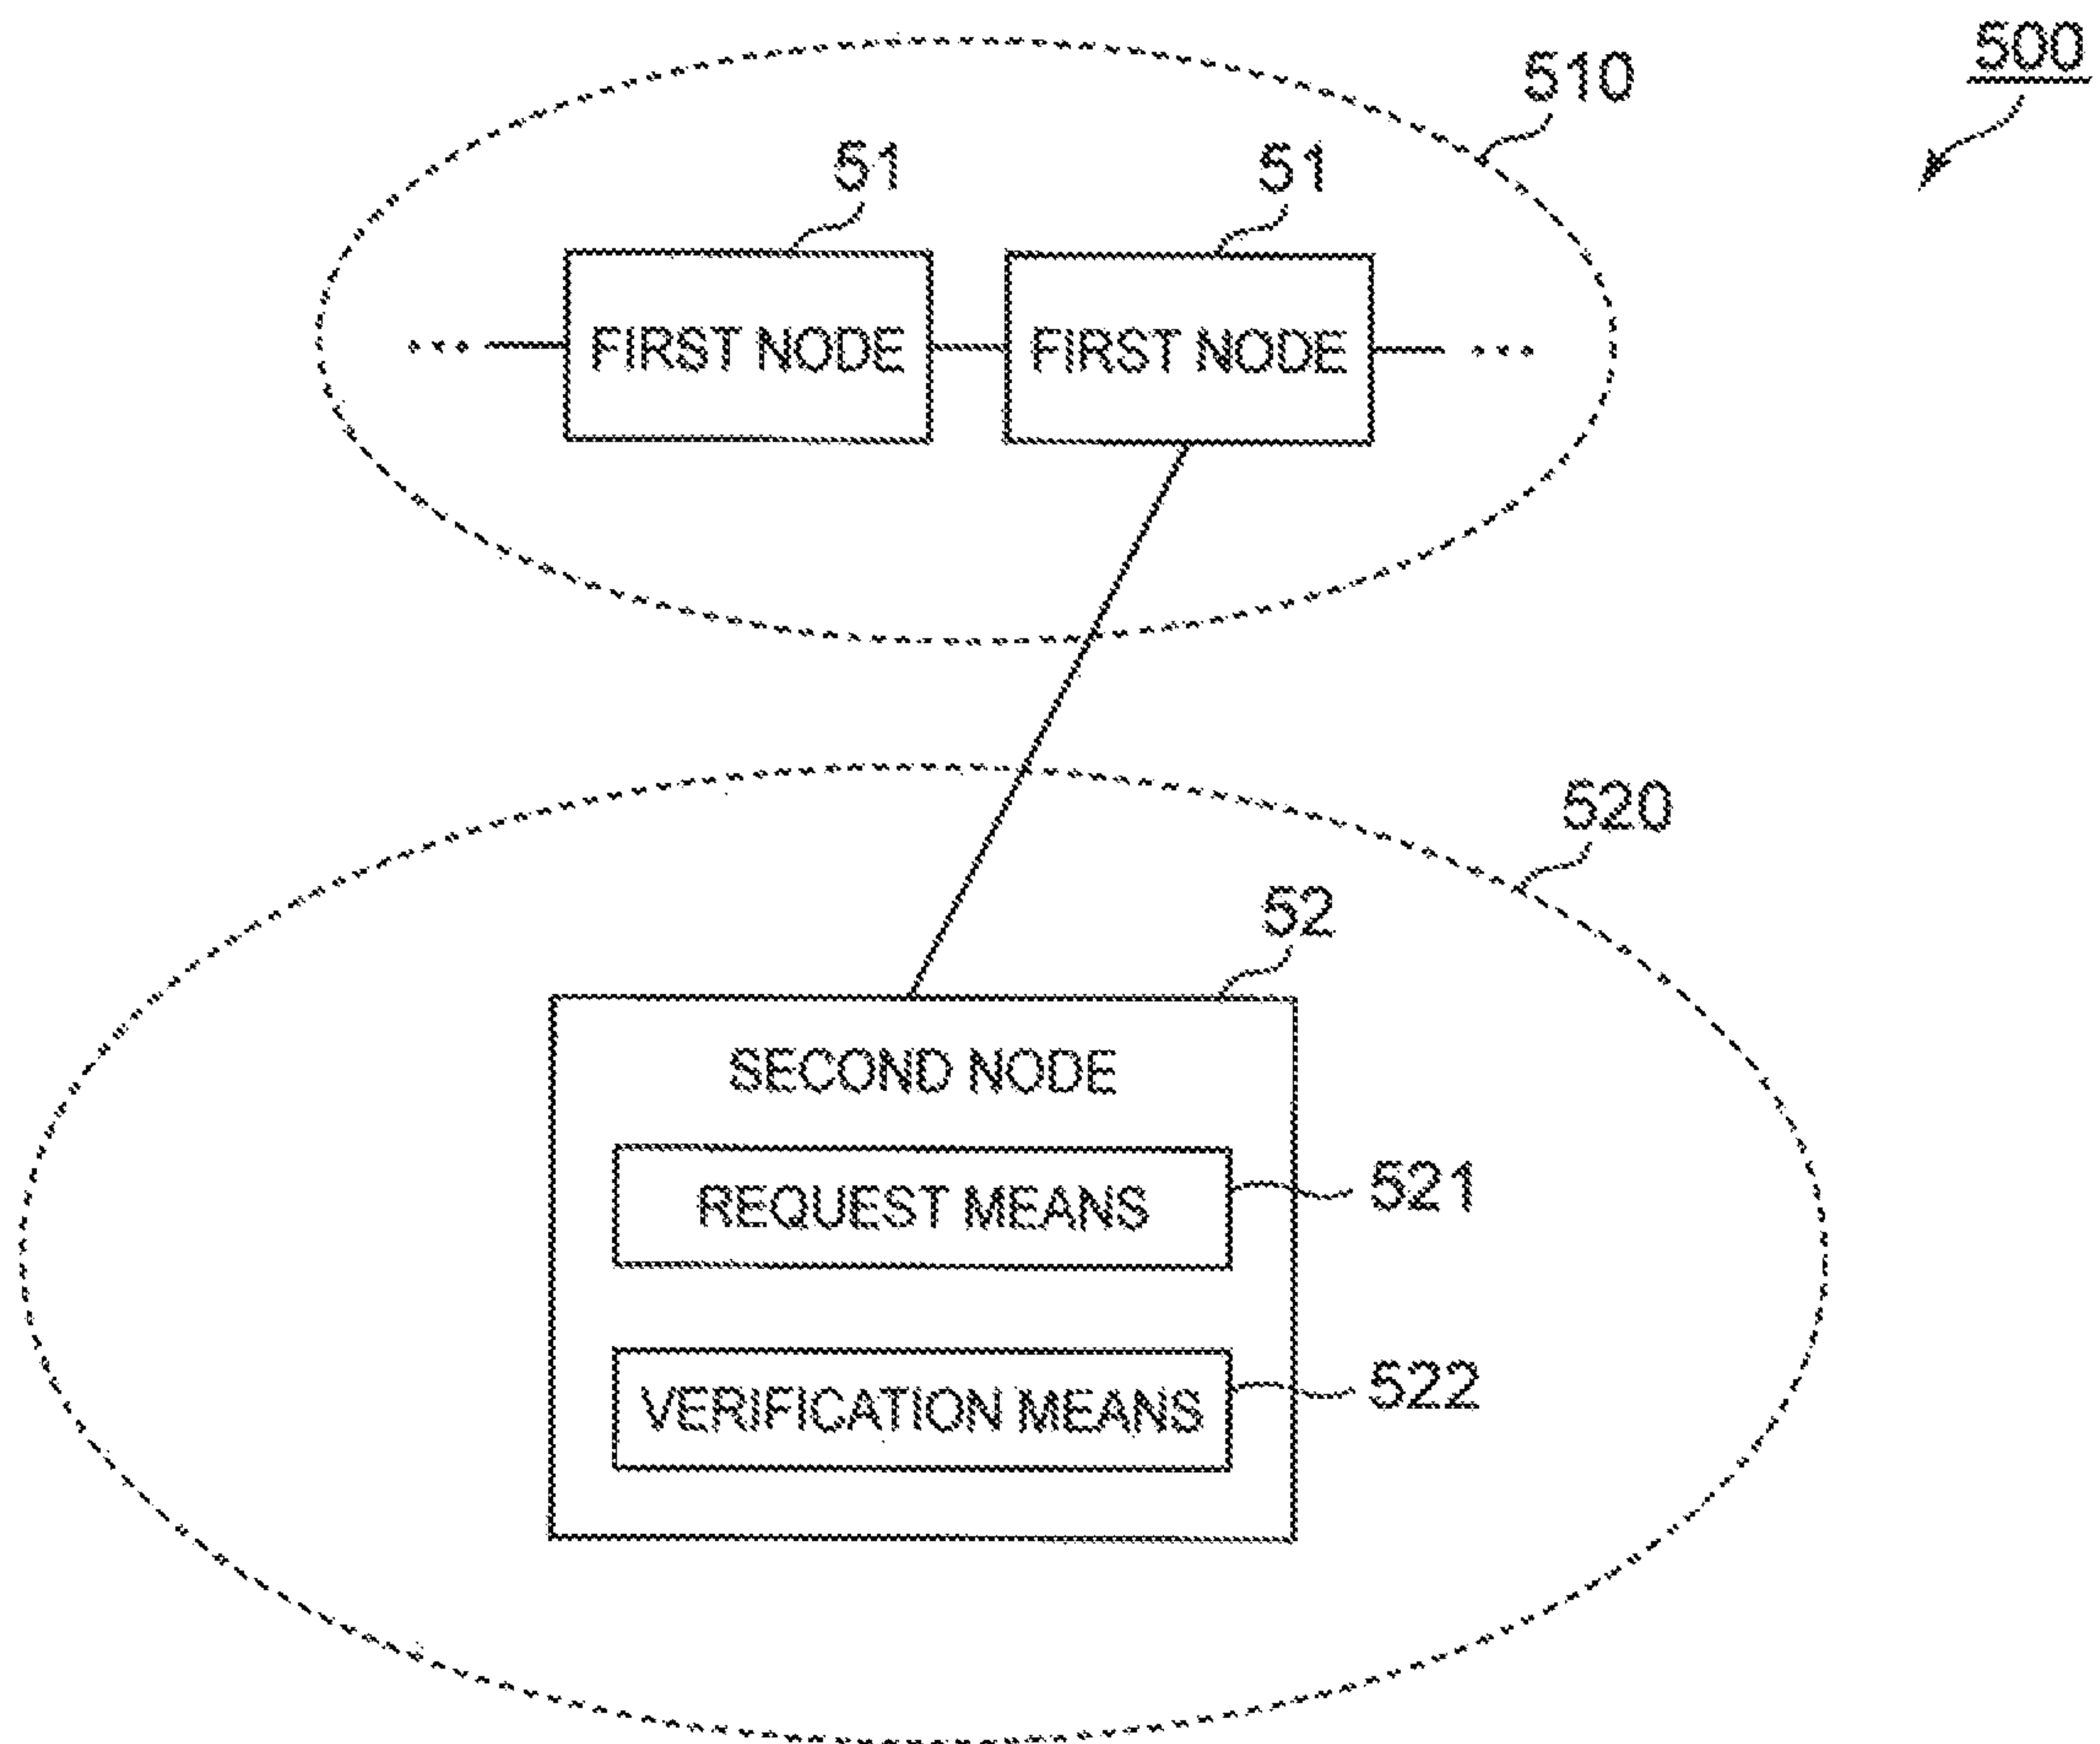 500
510
51
51
... FIRST NODE FIRST NODE ...
520
52
SECOND NODE
REQUEST MEANS
521
VERIFICATION MEANS
522